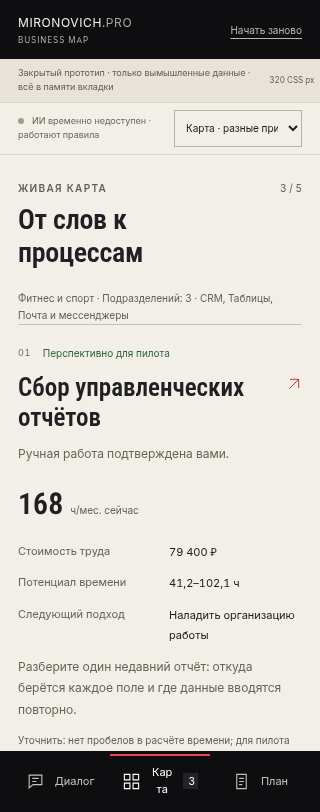 MIRONOVICH.PRO
BUSINESS MAP
Начать заново
Закрытый прототип · только вымышленные данные ·
всё в памяти вкладки
320 CSS px
ИИ временно недоступен ·
работают правила
Карта · разные при
ЖИВАЯ КАРТА
3 / 5
От слов к
процессам
Фитнес и спорт · Подразделений: 3 · CRM, Таблицы,
Почта и мессенджеры
01 Перспективно для пилота
Сбор управленческих
отчётов
Ручная работа подтверждена вами.
168 ч/мес. сейчас
Стоимость труда 79 400 ₽
Потенциал времени 41,2–102,1 ч
Следующий подход Наладить организацию
работы
Разберите один недавний отчёт: откуда
берётся каждое поле и где данные вводятся
повторно.
Уточнить: нет пробелов в расчёте времени; для пилота
Диалог
Кар
та
3
План